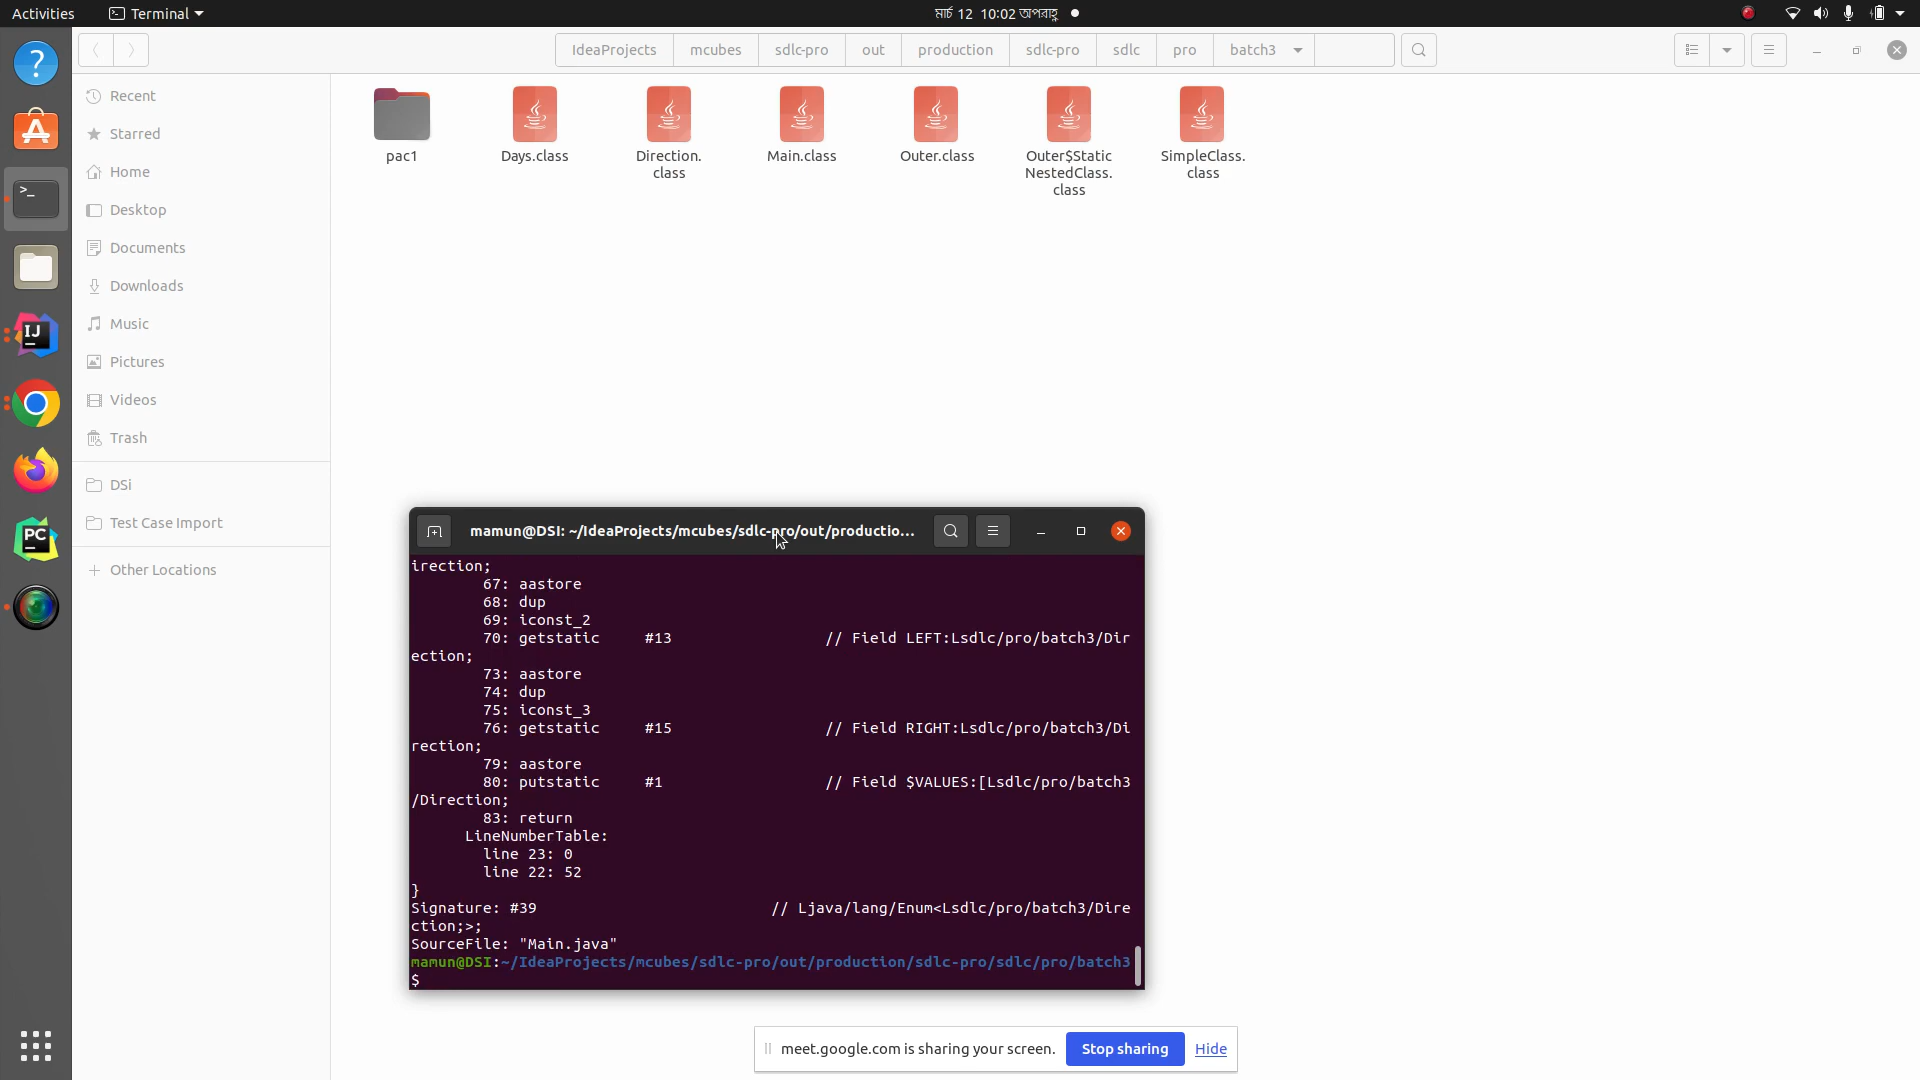 Activities
Terminal
মার্চ 12 10:02 অপরাহ্ণ
IdeaProjects
mcubes
sdlc-pro
out
production
sdlc-pro
sdlc
pro
batch3
Recent
Starred
Home
Desktop
Documents
Downloads
Music
Pictures
Videos
Trash
DSi
Test Case Import
Other Locations
pac1
Days.class
Direction.
class
Main.class
Outer.class
Outer$Static
NestedClass.
class
SimpleClass.
class
mamun@DSI: ~/IdeaProjects/mcubes/sdlc-pro/out/productio...
irection;
67: aastore
68: dup
69: iconst_2
70: getstatic #13 // Field LEFT:Lsdlc/pro/batch3/Dir
ection;
73: aastore
74: dup
75: iconst_3
76: getstatic #15 // Field RIGHT:Lsdlc/pro/batch3/Di
rection;
79: aastore
80: putstatic #1 // Field $VALUES:[Lsdlc/pro/batch3
/Direction;
83: return
LineNumberTable:
line 23: 0
line 22: 52
}
Signature: #39 // Ljava/lang/Enum<Lsdlc/pro/batch3/Dire
ction;>;
SourceFile: "Main.java"
mamun@DSI:~/IdeaProjects/mcubes/sdlc-pro/out/production/sdlc-pro/sdlc/pro/batch3
$
meet.google.com is sharing your screen.
Stop sharing
Hide
IJ
PC